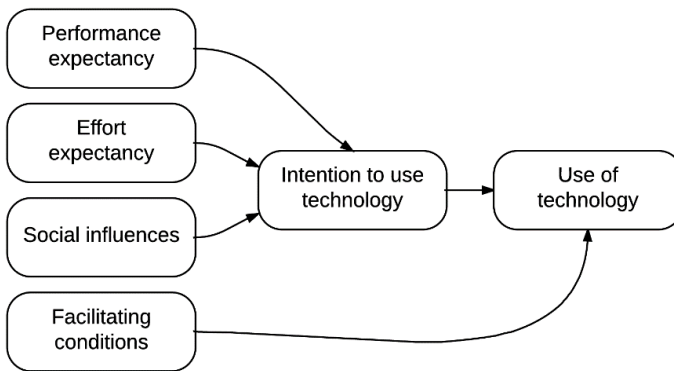 Performance
expectancy
Effort
expectancy
Social influences
Facilitating
conditions
Intention to use
technology
Use of
technology